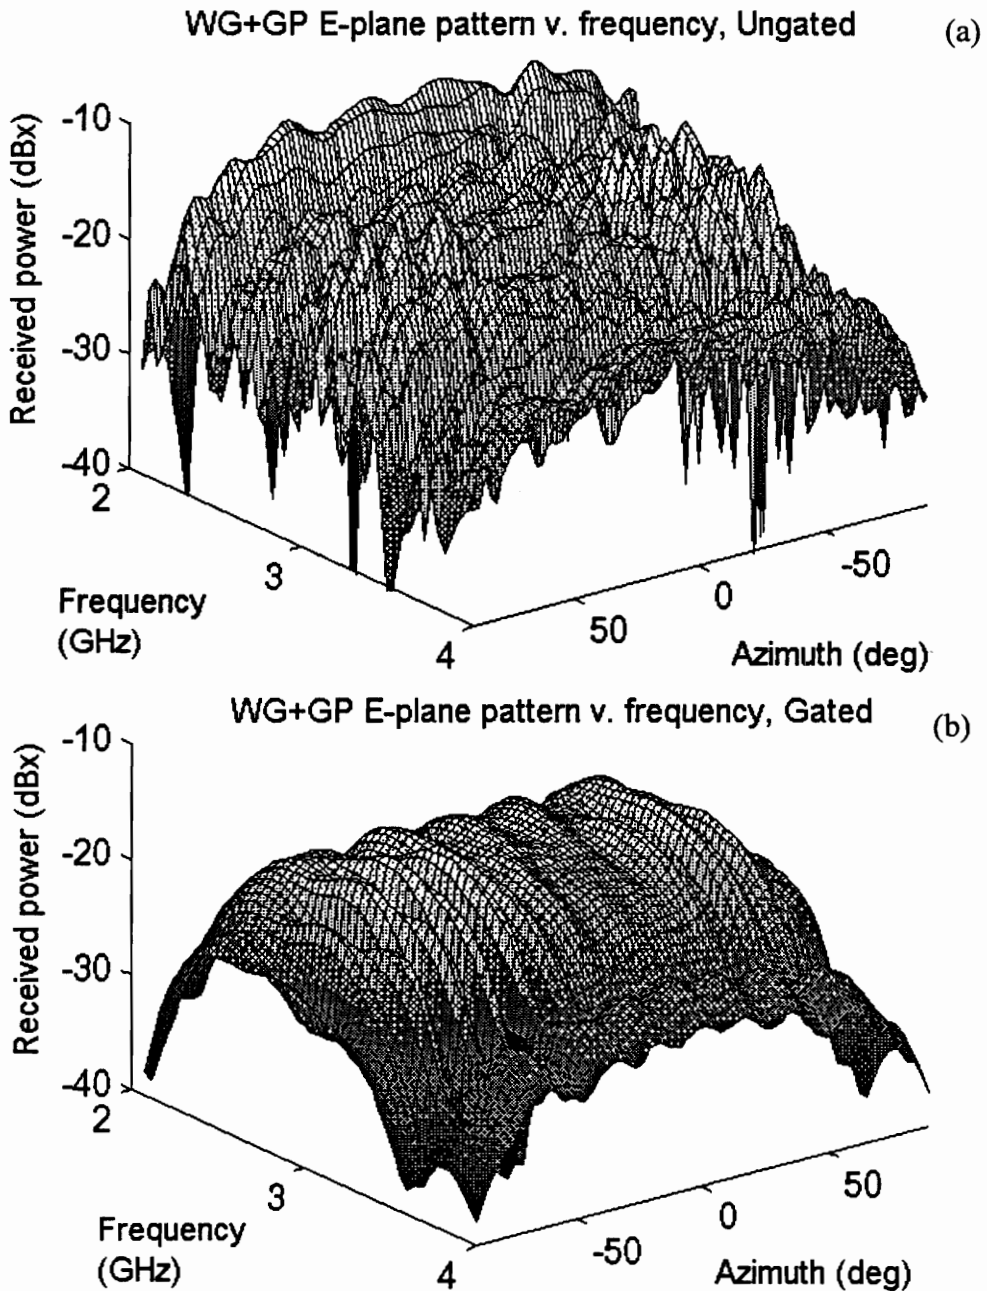 WG+GP E-plane pattern v. frequency, Ungated
(a)
Received power (dBx)
-10
-20
-30
-40
2
3
4
Frequency
(GHz)
50
0
-50
Azimuth (deg)
WG+GP E-plane pattern v. frequency, Gated
(b)
Received power (dBx)
-10
-20
-30
-40
2
3
4
Frequency
(GHz)
-50
0
50
Azimuth (deg)